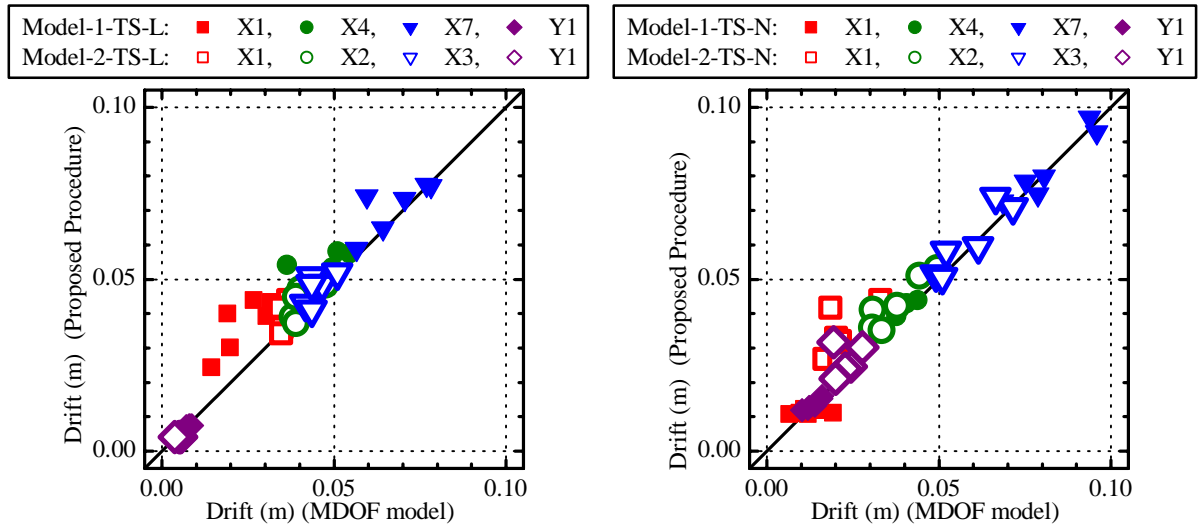 Model-1-TS-L: X1, X4, X7, Y1
Model-2-TS-L: X1, X2, X3, Y1
0.10
0.05
0.00
Drift (m) (Proposed Procedure)
0.00 0.05 0.10
Drift (m) (MDOF model)
Model-1-TS-N: X1, X4, X7, Y1
Model-2-TS-N: X1, X2, X3, Y1
0.10
0.05
0.00
Drift (m) (Proposed Procedure)
0.00 0.05 0.10
Drift (m) (MDOF model)